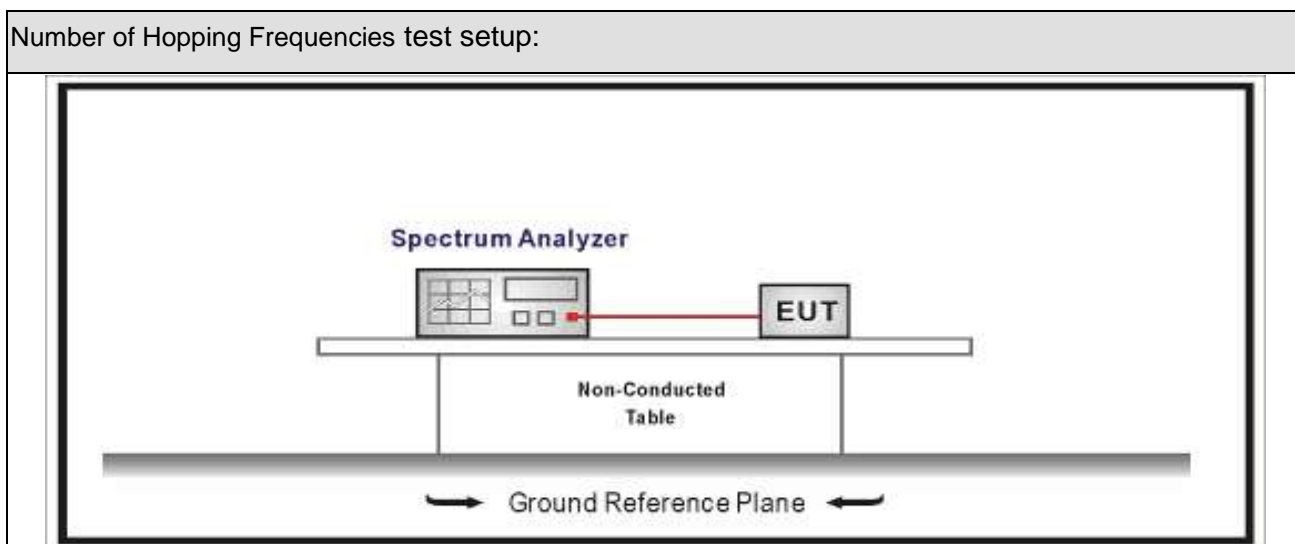 Number of Hopping Frequencies test setup:
Spectrum Analyzer
EUT
Non-Conducted
Table
Ground Reference Plane